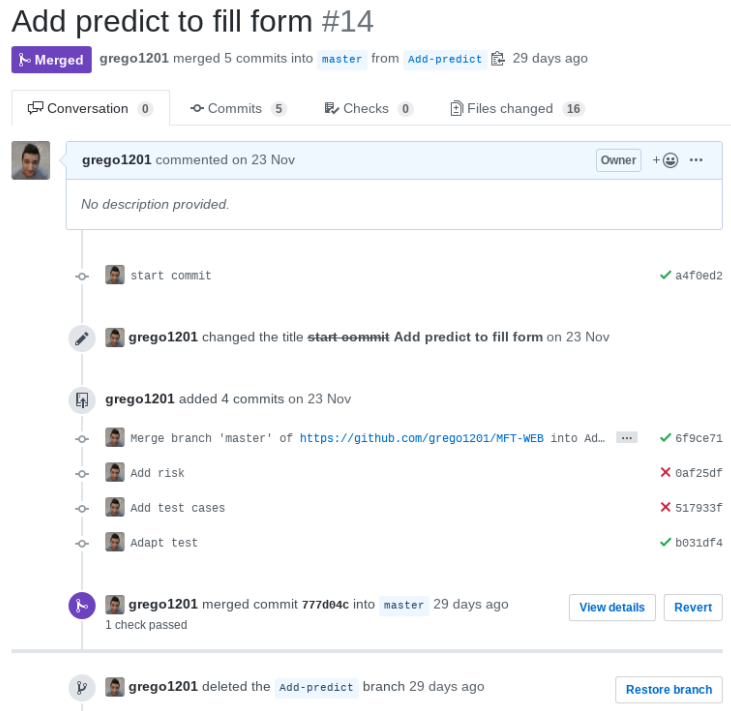 Add predict to fill form #14
Merged grego1201 merged 5 commits into master from Add-predict 29 days ago
Conversation 0 Commits 5 Checks 0 Files changed 16
grego1201 commented on 23 Nov Owner + ...
No description provided.
start commit a4f0ed2
grego1201 changed the title start commit Add predict to fill form on 23 Nov
grego1201 added 4 commits on 23 Nov
Merge branch 'master' of https://github.com/grego1201/MFT-WEB into Ad… ... 6f9ce71
Add risk 0af25df
Add test cases 517933f
Adapt test b031df4
grego1201 merged commit 777d04c into master 29 days ago View details Revert
1 check passed
grego1201 deleted the Add-predict branch 29 days ago Restore branch